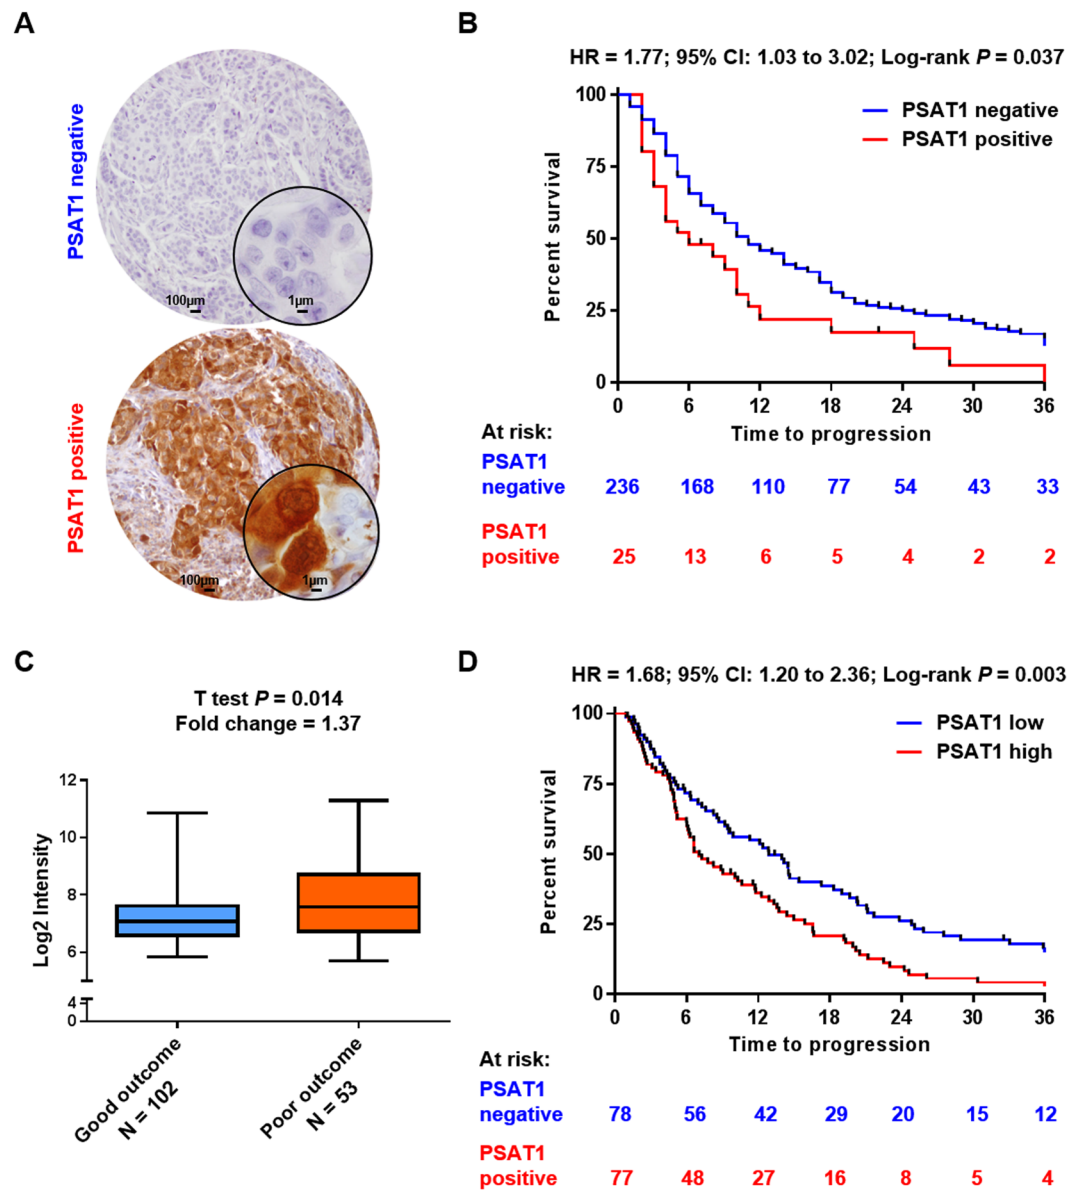 A
PSAT1 negative
100µm
1µm
PSAT1 positive
100µm
1µm
B
HR = 1.77; 95% CI: 1.03 to 3.02; Log-rank P = 0.037
PSAT1 negative
PSAT1 positive
Percent survival
100
75
50
25
0
0 6 12 18 24 30 36
Time to progression
At risk:
PSAT1
negative 236 168 110 77 54 43 33
PSAT1
positive 25 13 6 5 4 2 2
C
T test P = 0.014
Fold change = 1.37
Log2 Intensity
12
10
8
6
4
0
Good outcome
N = 102
Poor outcome
N = 53
D
HR = 1.68; 95% CI: 1.20 to 2.36; Log-rank P = 0.003
PSAT1 low
PSAT1 high
Percent survival
100
75
50
25
0
0 6 12 18 24 30 36
Time to progression
At risk:
PSAT1
negative 78 56 42 29 20 15 12
PSAT1
positive 77 48 27 16 8 5 4